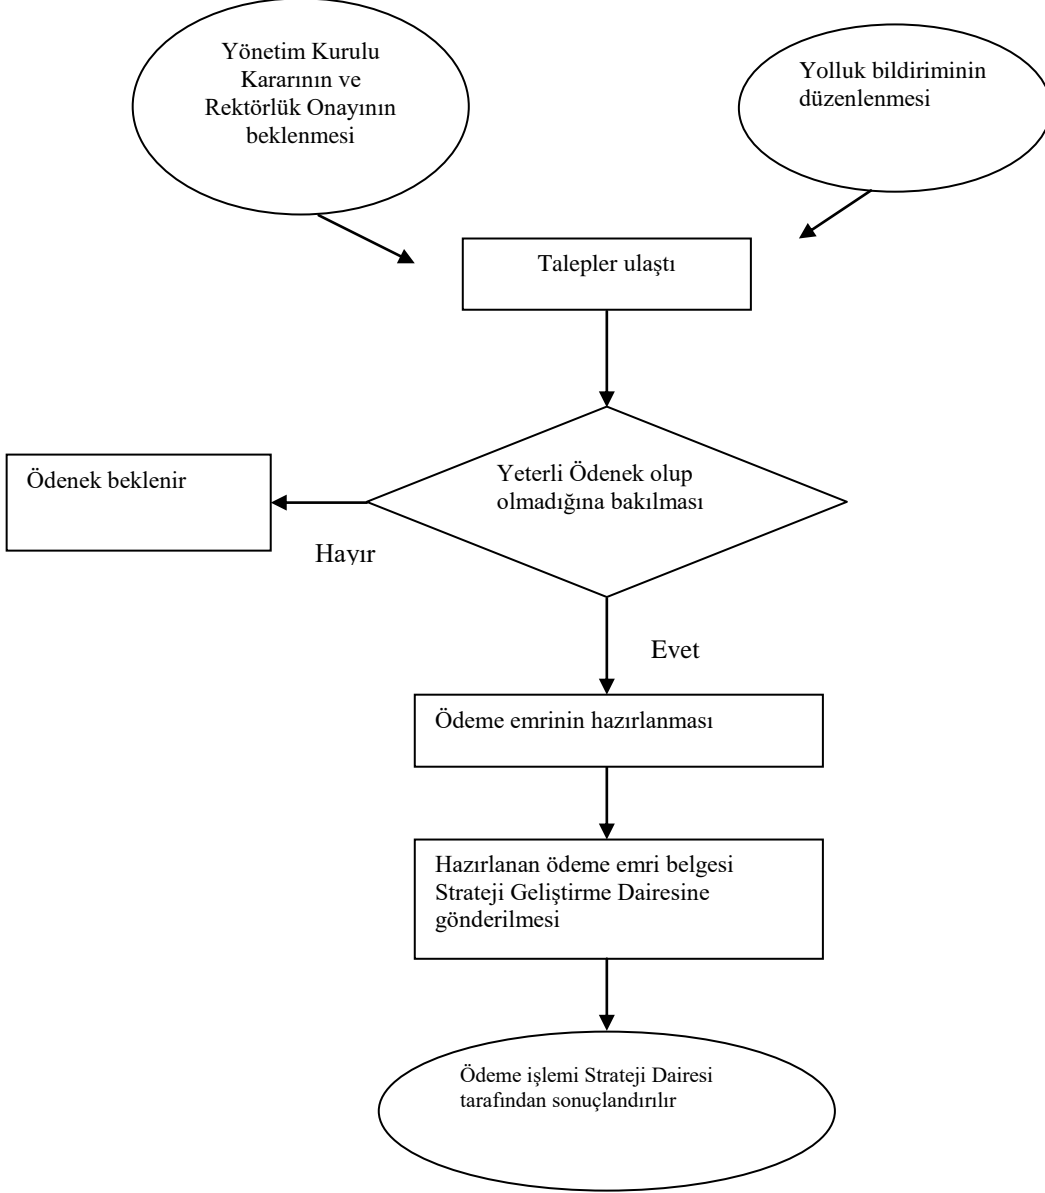 Yönetim Kurulu
Kararının ve
Rektörlük Onayının
beklenmesi
Yolluk bildiriminin
düzenlenmesi
Talepler ulaştı
Yeterli Ödenek olup
olmadığına bakılması
Ödenek beklenir
Hayır
Evet
Ödeme emrinin hazırlanması
Hazırlanan ödeme emri belgesi
Strateji Geliştirme Dairesine
gönderilmesi
Ödeme işlemi Strateji Dairesi
tarafından sonuçlandırılır